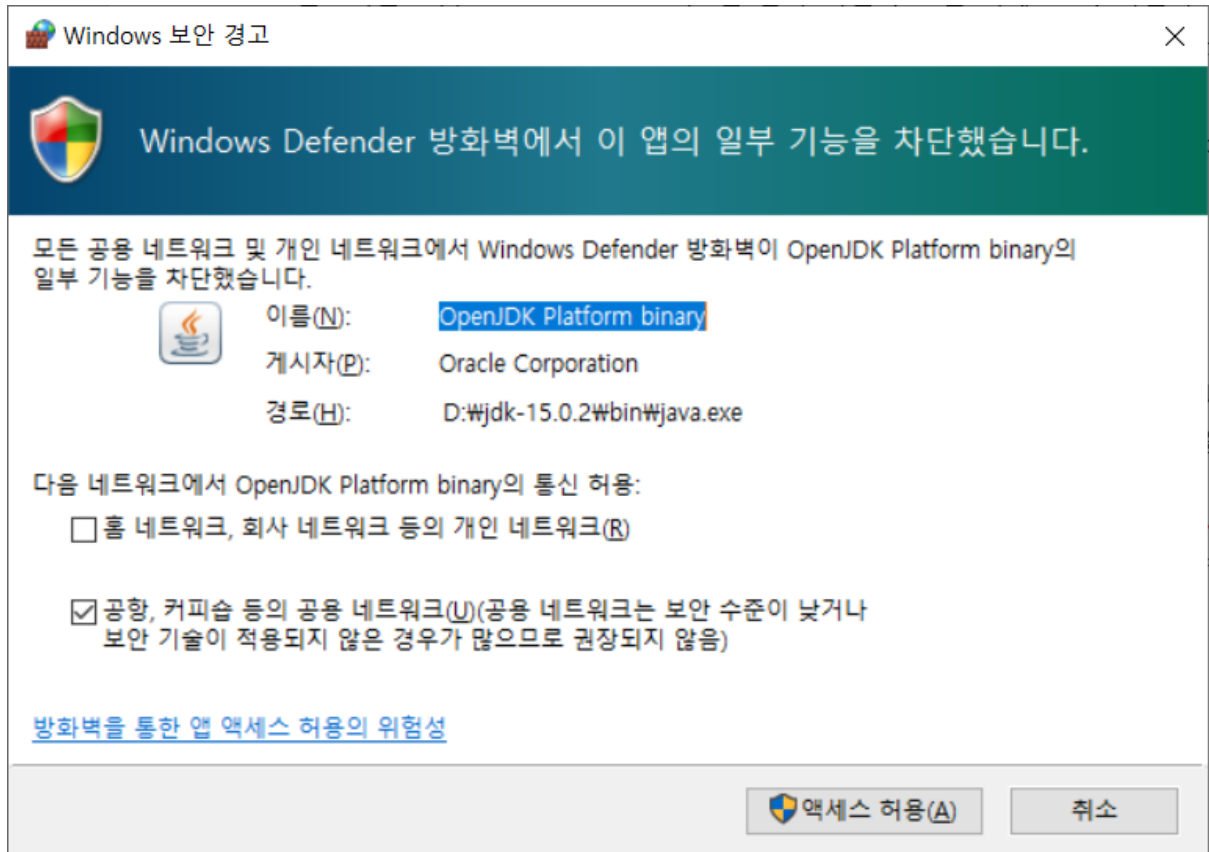 Windows 보안 경고
Windows Defender 방화벽에서 이 앱의 일부 기능을 차단했습니다.
모든 공용 네트워크 및 개인 네트워크에서 Windows Defender 방화벽이 OpenJDK Platform binary의
일부 기능을 차단했습니다.
이름(N): OpenJDK Platform binary
게시자(P): Oracle Corporation
경로(H): D:₩jdk-15.0.2₩bin₩java.exe
다음 네트워크에서 OpenJDK Platform binary의 통신 허용:
홈 네트워크, 회사 네트워크 등의 개인 네트워크(R)
공항, 커피숍 등의 공용 네트워크(U)(공용 네트워크는 보안 수준이 낮거나
보안 기술이 적용되지 않은 경우가 많으므로 권장되지 않음)
방화벽을 통한 앱 액세스 허용의 위험성
액세스 허용(A) 취소